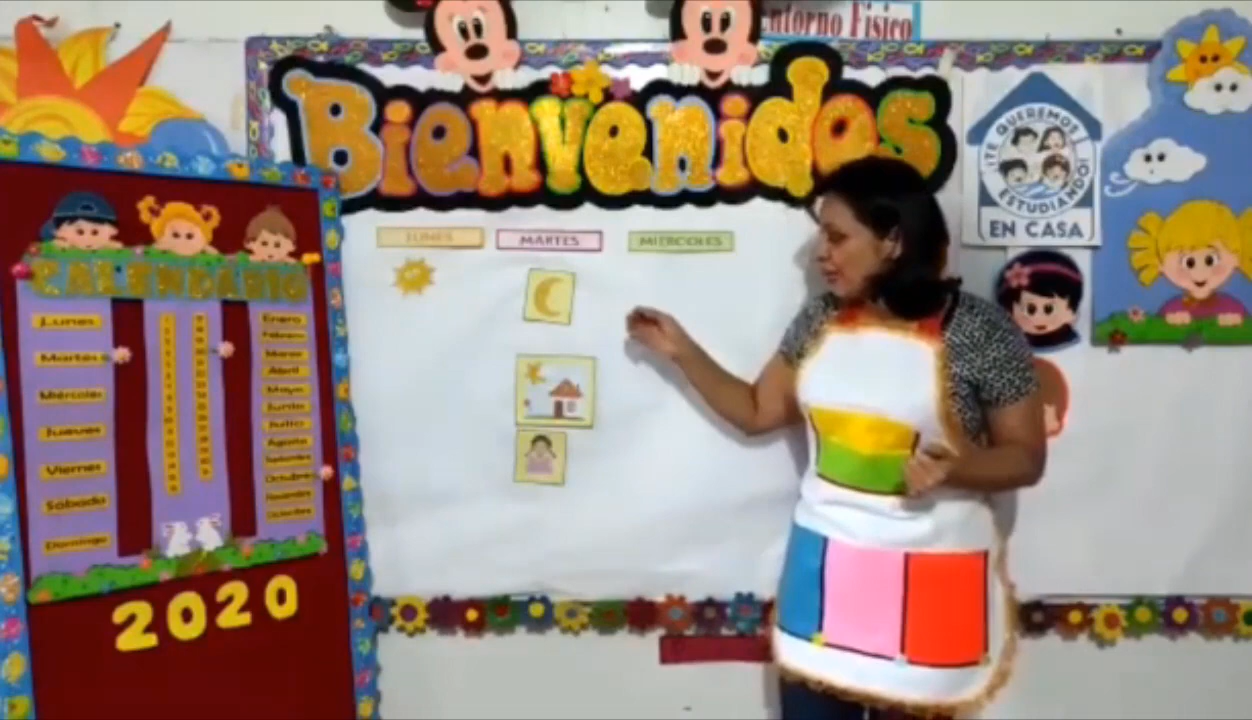 Entorno Físico
Bienvenidos
¡TE QUEREMOS
ESTUDIANDO!
EN CASA
LUNES
MARTES
MIERCOLES
CALENDARIO
Lunes
Martes
Miércoles
Jueves
Viernes
Sábado
Domingo
Enero
Febrero
Marzo
Abril
Mayo
Junio
Julio
Agosto
Setiembre
Octubre
Noviembre
Diciembre
2020